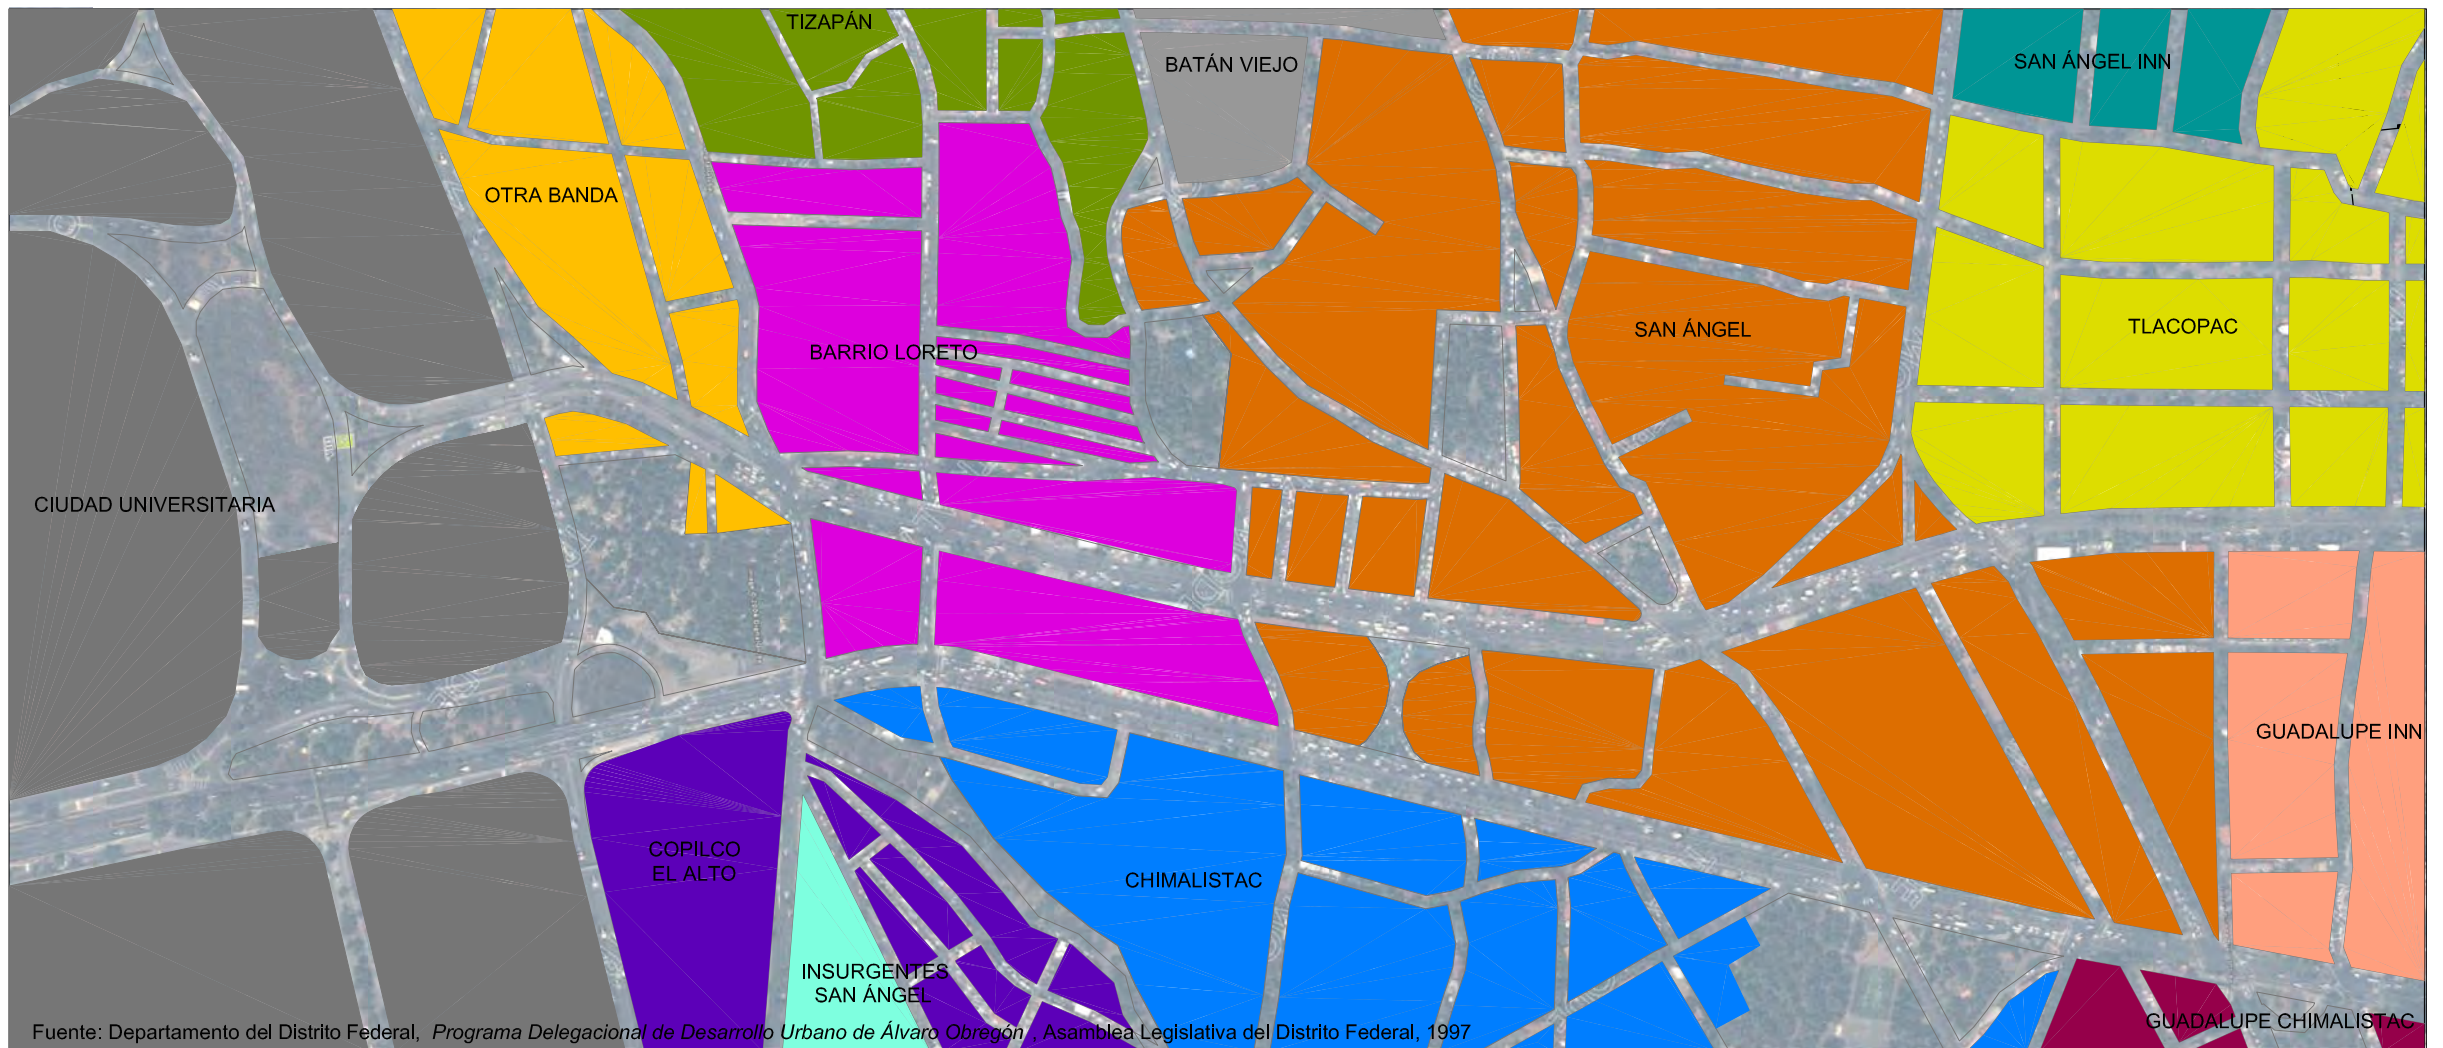 TIZAPÁN
BATÁN VIEJO
SAN ÁNGEL INN
OTRA BANDA
TLACOPAC
SAN ÁNGEL
BARRIO LORETO
CIUDAD UNIVERSITARIA
GUADALUPE INN
COPILCO
EL ALTO
CHIMALISTAC
INSURGENTES
SAN ÁNGEL
GUADALUPE CHIMALISTAC
Fuente: Departamento del Distrito Federal, Programa Delegacional de Desarrollo Urbano de Álvaro Obregón , Asamblea Legislativa del Distrito Federal, 1997